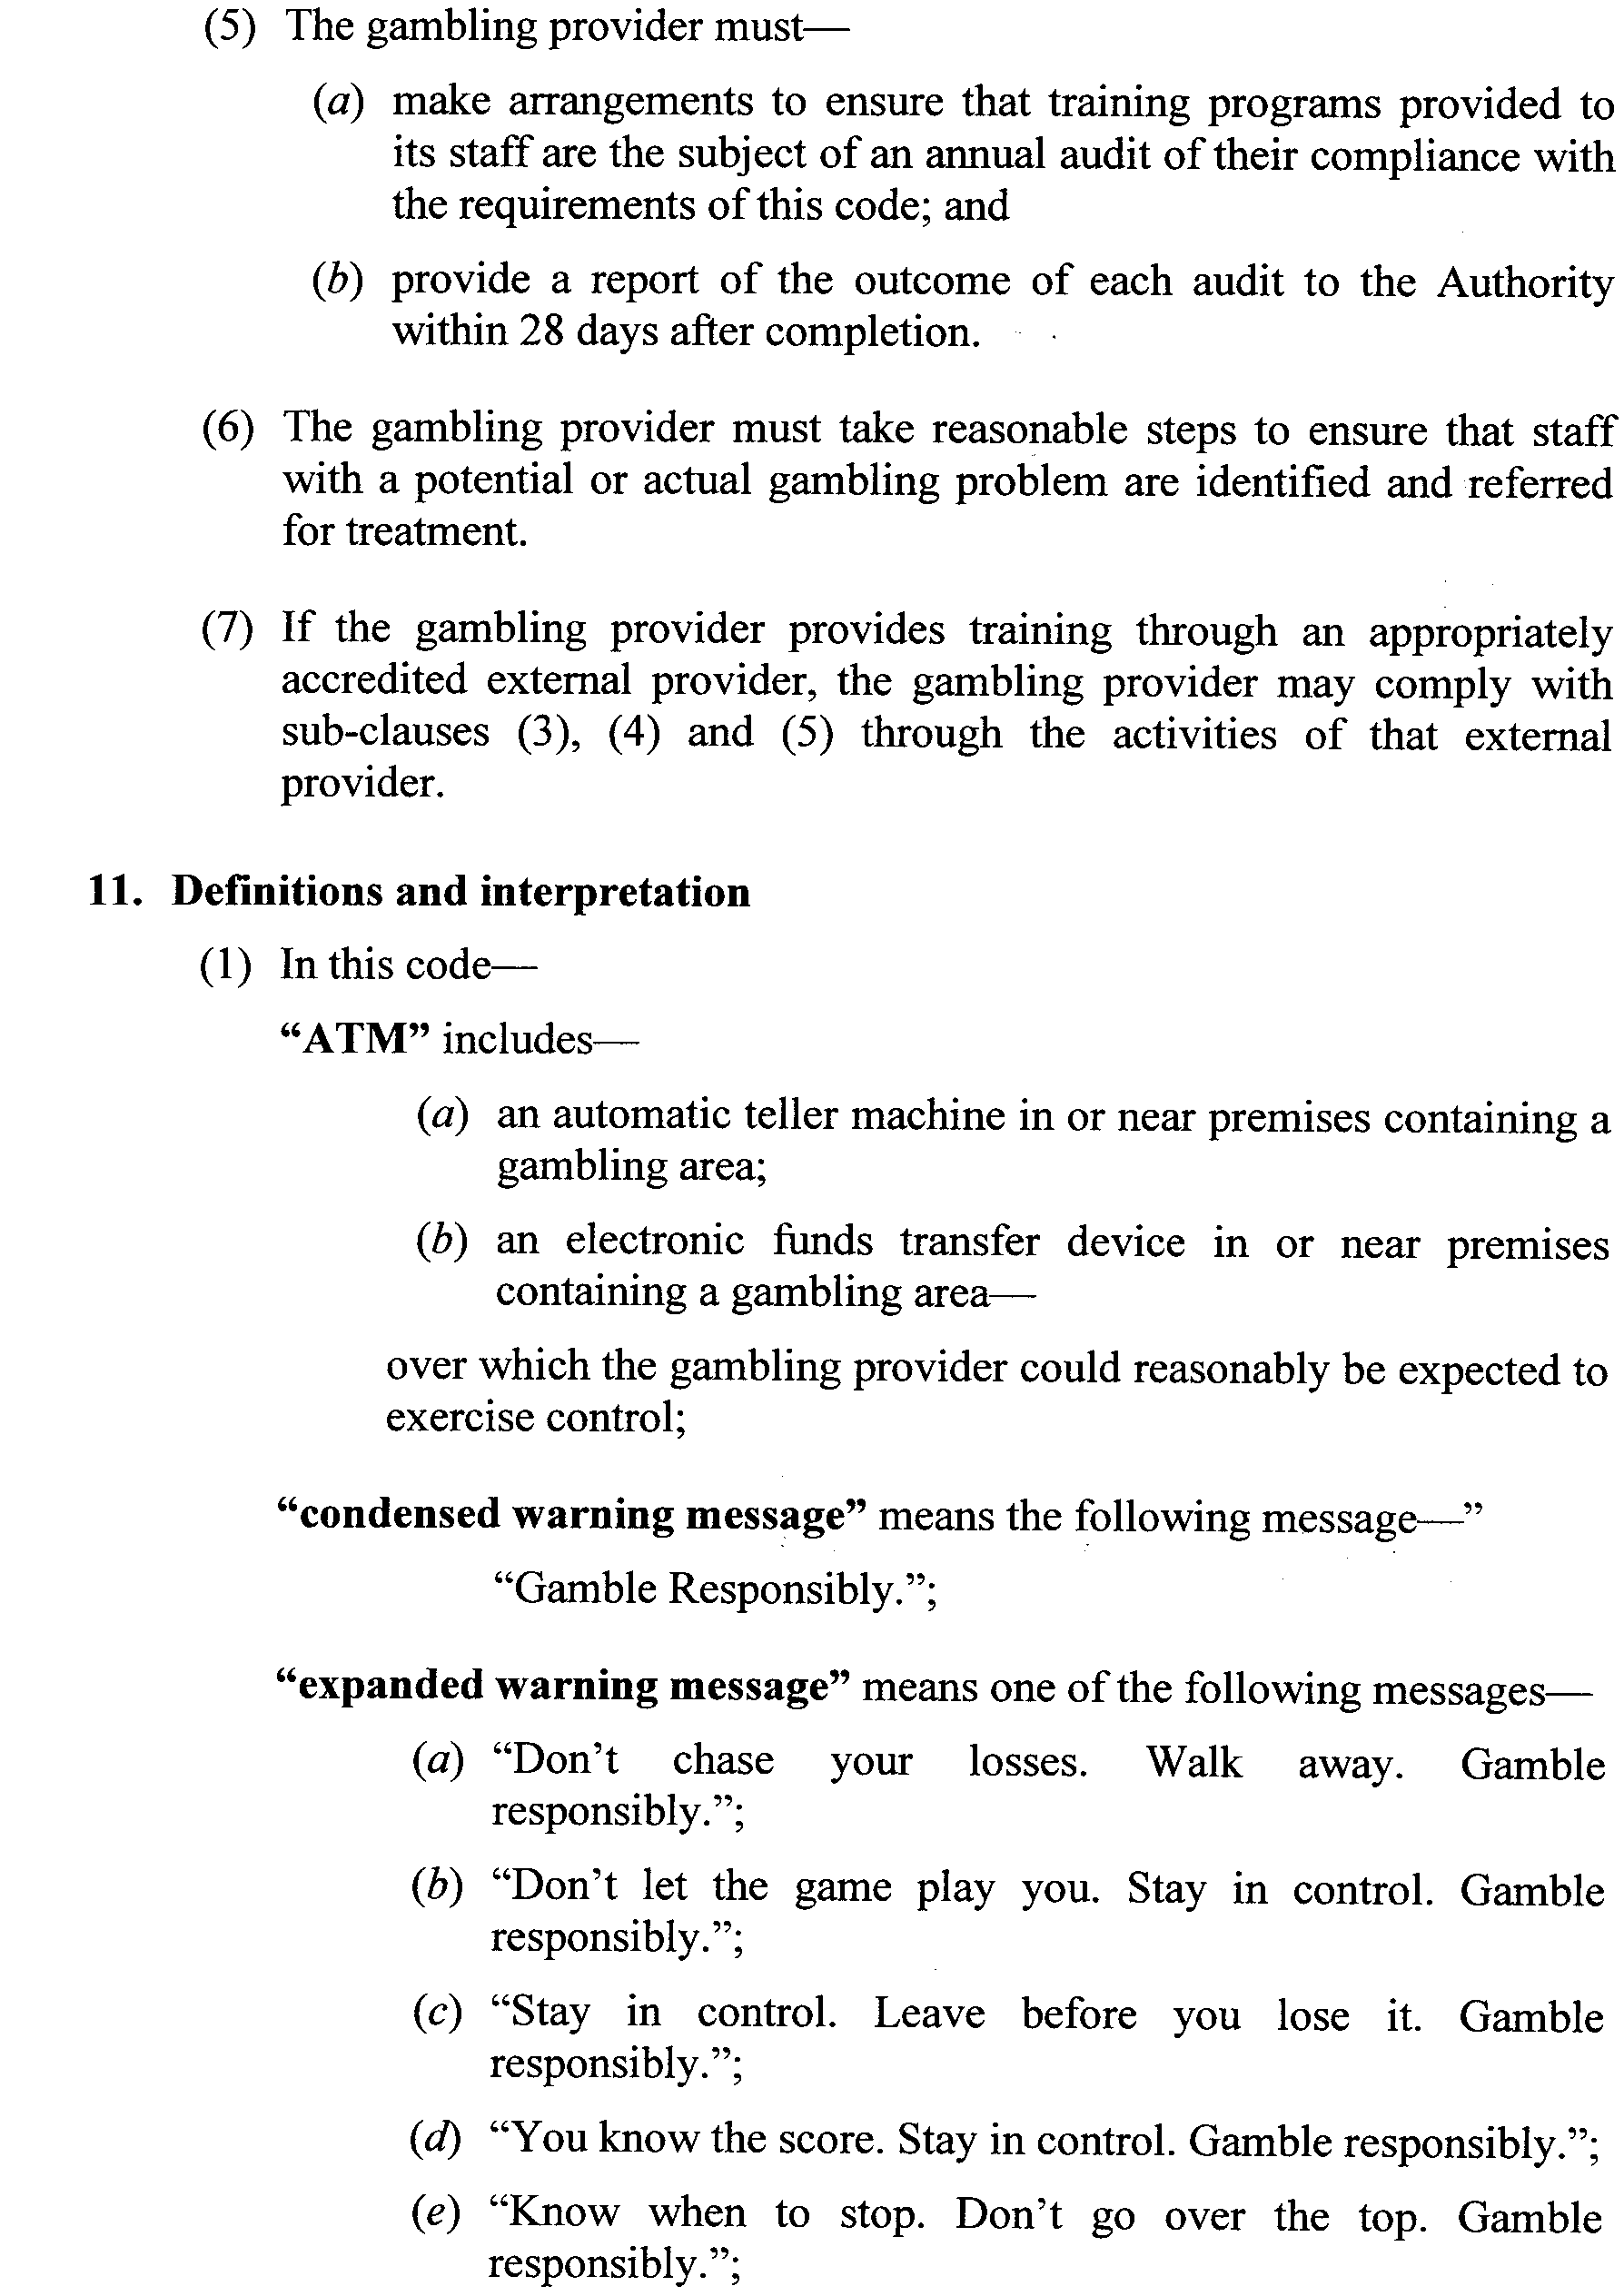 (5) The gambling provider must—
(a) make arrangements to ensure that training programs provided to
its staff are the subject of an annual audit of their compliance with
the requirements of this code; and
(b) provide a report of the outcome of each audit to the Authority
within 28 days after completion.
(6) The gambling provider must take reasonable steps to ensure that staff
with a potential or actual gambling problem are identified and referred
for treatment.
(7) If the gambling provider provides training through an appropriately
accredited external provider, the gambling provider may comply with
sub-clauses (3), (4) and (5) through the activities of that external
provider.
11. Definitions and interpretation
(1) In this code—
“ATM” includes—
(a) an automatic teller machine in or near premises containing a
gambling area;
(b) an electronic funds transfer device in or near premises
containing a gambling area—
over which the gambling provider could reasonably be expected to
exercise control;
“condensed warning message” means the following message—”
“Gamble Responsibly.”;
“expanded warning message” means one of the following messages—
(a) “Don’t chase your losses. Walk away. Gamble
responsibly.”;
(b) “Don’t let the game play you. Stay in control. Gamble
responsibly.”;
(c) “Stay in control. Leave before you lose it. Gamble
responsibly.”;
(d) “You know the score. Stay in control. Gamble responsibly.”;
(e) “Know when to stop. Don’t go over the top. Gamble
responsibly.”;